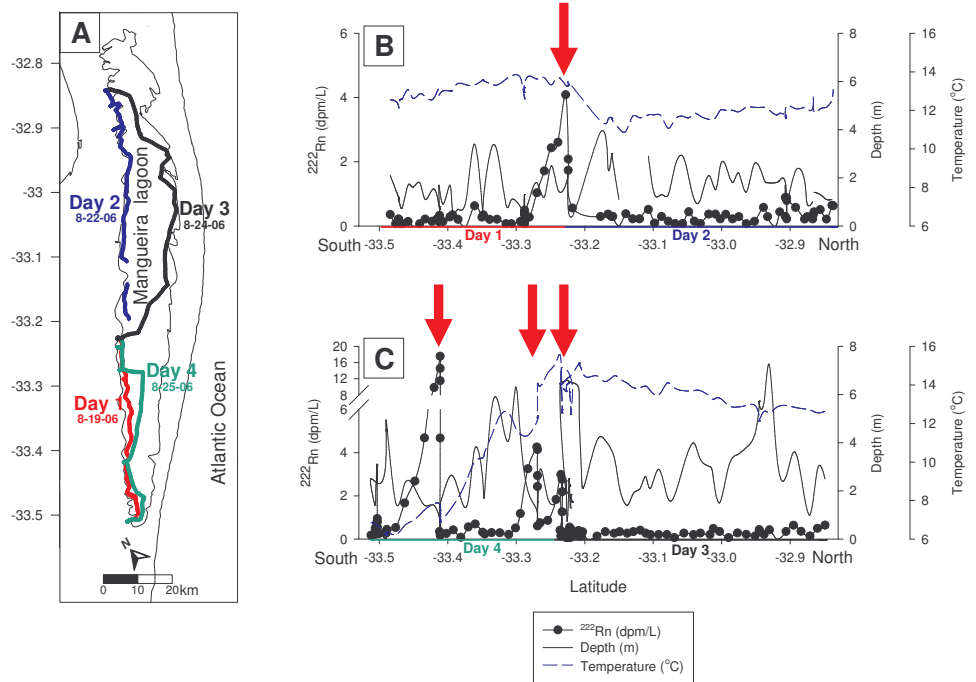 A
-32.8
-32.9
-33
-33.1
-33.2
-33.3
-33.4
-33.5
Mangueira lagoon
Day 2
8-22-06
Day 3
8-24-06
Day 4
8-25-06
Day 1
8-19-06
Atlantic Ocean
N
0 10 20km
B
222Rn (dpm/L)
6
4
2
0
8
6
4
2
0
Depth (m)
16
14
12
10
8
6
Temperature (°C)
South -33.5 -33.4 -33.3 -33.2 -33.1 -33.0 -32.9 North
Day 1 Day 2
C
222Rn (dpm/L)
20
16
12
8
6
4
2
0
8
6
4
2
0
Depth (m)
16
14
12
10
8
6
Temperature (°C)
South -33.5 -33.4 -33.3 -33.2 -33.1 -33.0 -32.9 North
Day 4 Day 3
Latitude
222Rn (dpm/L)
Depth (m)
Temperature (°C)